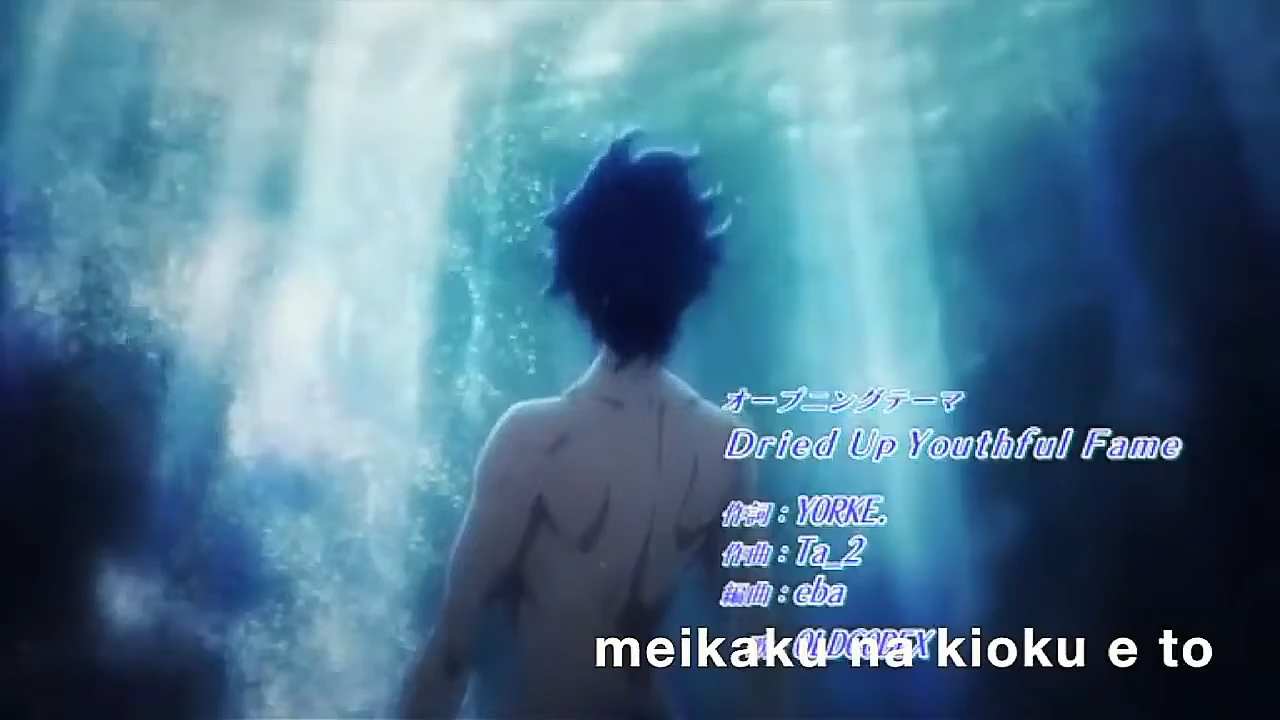 オープニングテーマ
Dried Up Youthful Fame
作詞：YORKE.
作曲：Ta_2
編曲：eba
OLDCODEX
meikaku na kioku e to